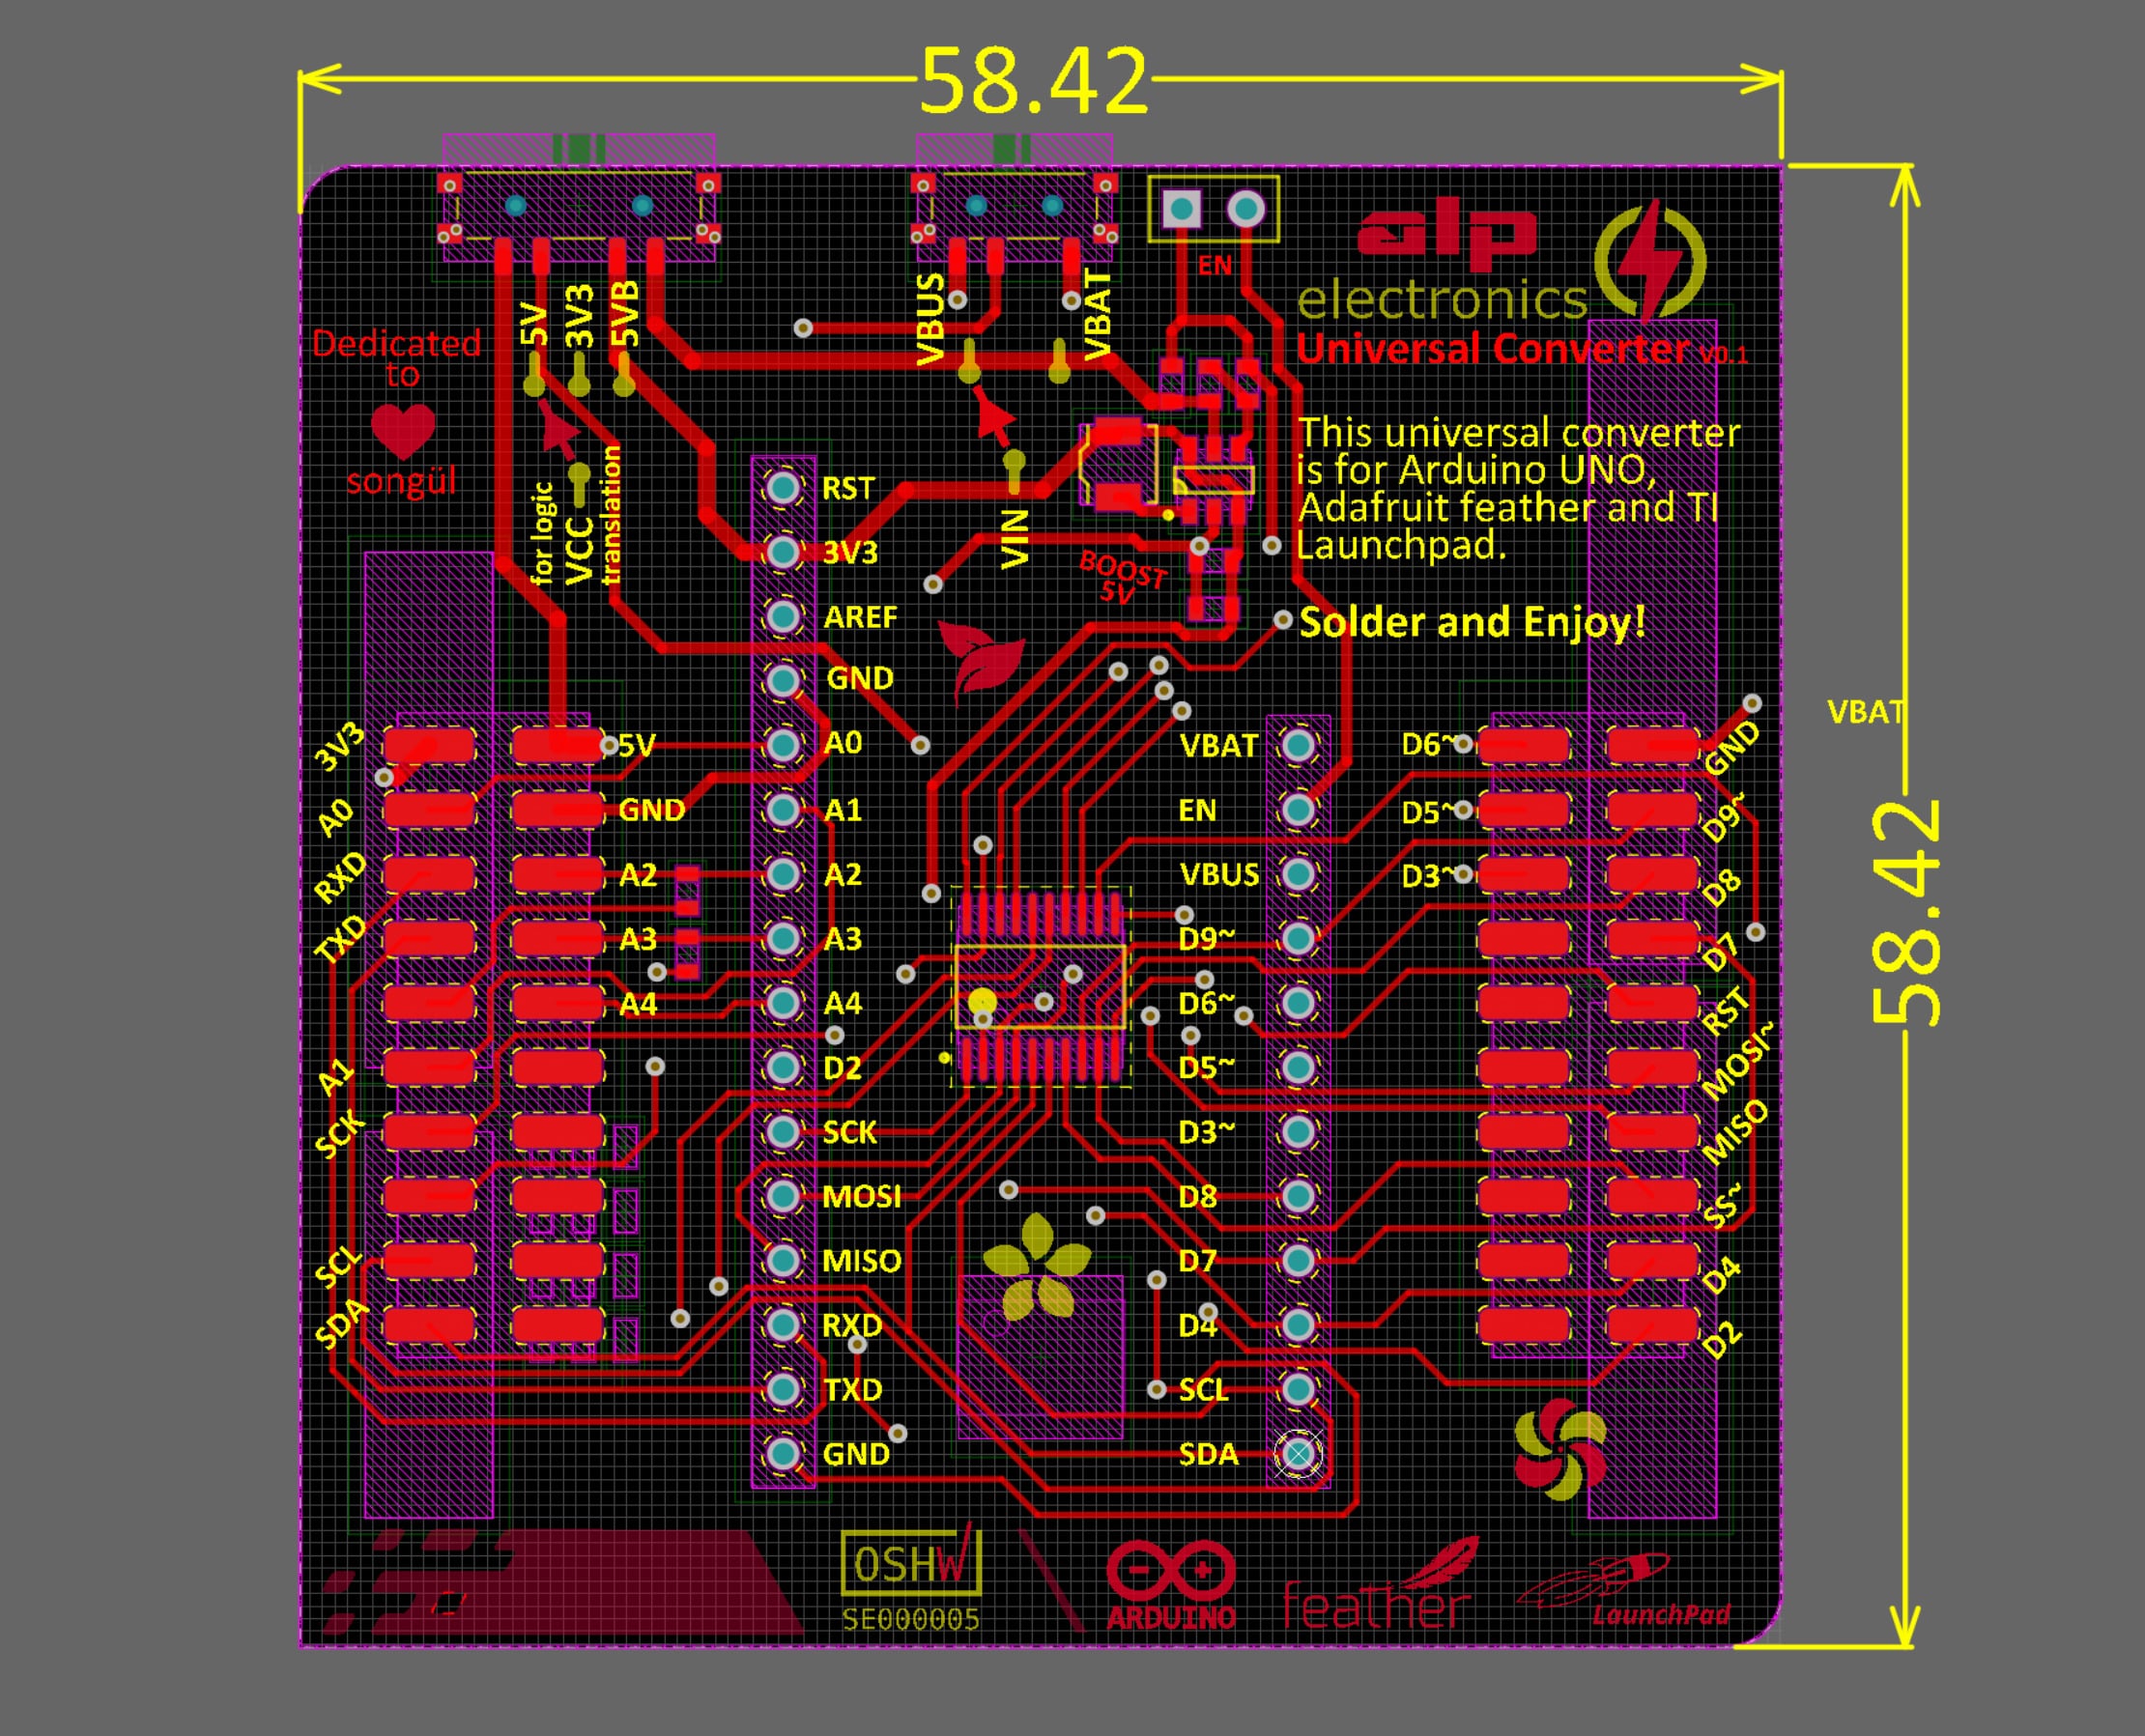 58.42
EN
alp
electronics
Universal Converter V0.1
This universal converter
is for Arduino UNO,
Adafruit feather and TI
Launchpad.
Solder and Enjoy!
Dedicated
to
songül
5V
3V3
5VB
for logic
VCC
translation
VBUS
VBAT
VIN
BOOST
5V
RST
3V3
AREF
GND
A0
A1
A2
A3
A4
D2
SCK
MOSI
MISO
RXD
TXD
GND
3V3
A0
RXD
TXD
A1
SCK
SCL
SDA
5V
GND
A2
A3
A4
VBAT
EN
VBUS
D9~
D6~
D5~
D3~
D8
D7
D4
SCL
SDA
D6~
D5~
D3~
GND
D9~
D8
D7
RST
MOSI~
MISO
SS~
D4
D2
VBAT
58.42
OSHW
SE000005
ARDUINO
feather
LaunchPad